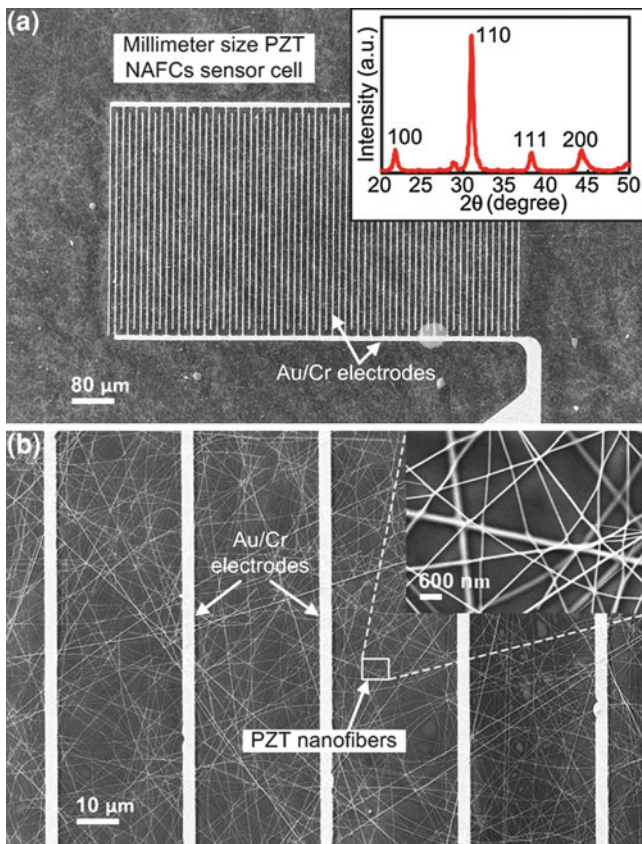 (a)
Millimeter size PZT
NAFCs sensor cell
Intensity (a.u.)
100
110
111
200
20 25 30 35 40 45 50
2θ (degree)
Au/Cr electrodes
80 μm
(b)
Au/Cr
electrodes
600 nm
PZT nanofibers
10 μm